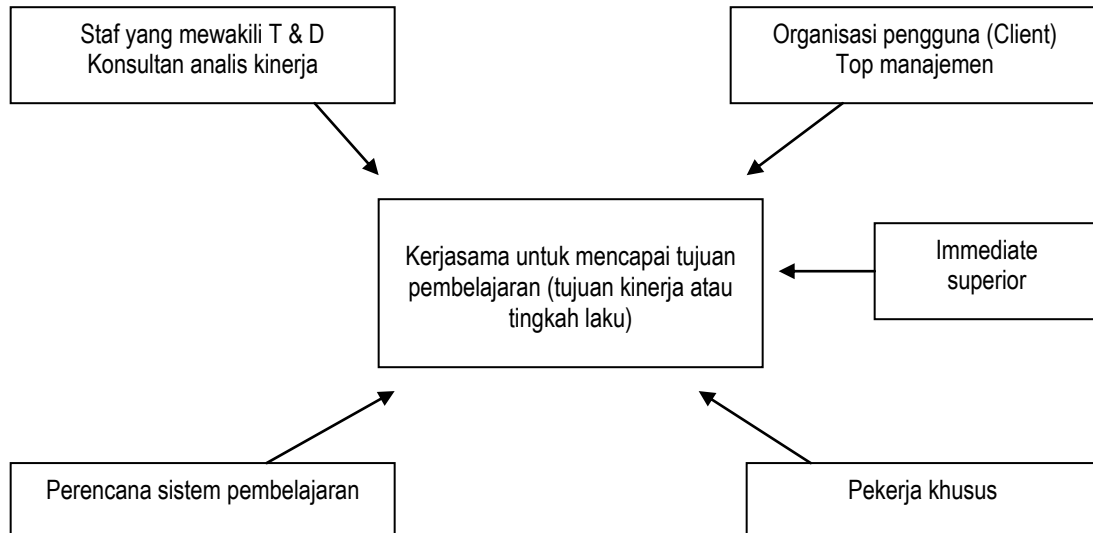 Staf yang mewakili T & D
Konsultan analis kinerja
Organisasi pengguna (Client)
Top manajemen
Kerjasama untuk mencapai tujuan
pembelajaran (tujuan kinerja atau
tingkah laku)
Immediate
superior
Perencana sistem pembelajaran
Pekerja khusus